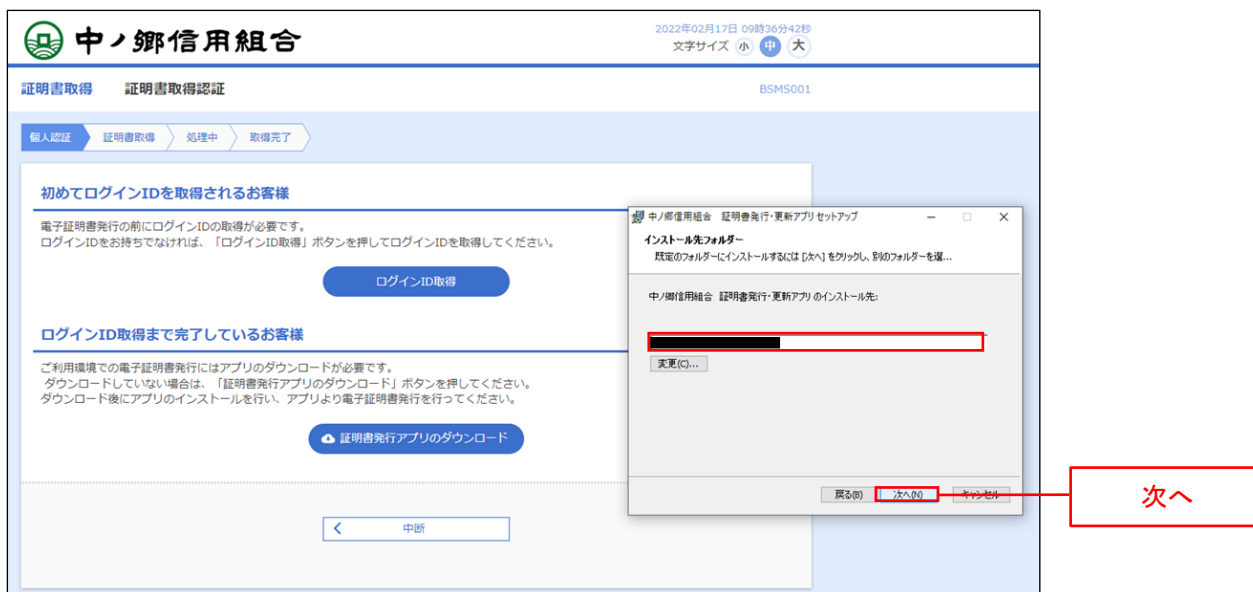 中ノ郷信用組合
2022年02月17日 09時36分42秒
文字サイズ 小 中 大
証明書取得 証明書取得認証
BSMS001
個人認証 証明書取得 処理中 取得完了
初めてログインIDを取得されるお客様
電子証明書発行の前にログインIDの取得が必要です。
ログインIDをお持ちでなければ、「ログインID取得」ボタンを押してログインIDを取得してください。
ログインID取得
ログインID取得まで完了しているお客様
ご利用環境での電子証明書発行にはアプリのダウンロードが必要です。
ダウンロードしていない場合は、「証明書発行アプリのダウンロード」ボタンを押してください。
ダウンロード後にアプリのインストールを行い、アプリより電子証明書発行を行ってください。
証明書発行アプリのダウンロード
中断
中ノ郷信用組合 証明書発行・更新アプリ セットアップ
インストール先フォルダー
既定のフォルダーにインストールするには [次へ] をクリックし、別のフォルダーを選...
中ノ郷信用組合 証明書発行・更新アプリ のインストール先:
変更(C)...
戻る(B) 次へ(N) キャンセル
次へ